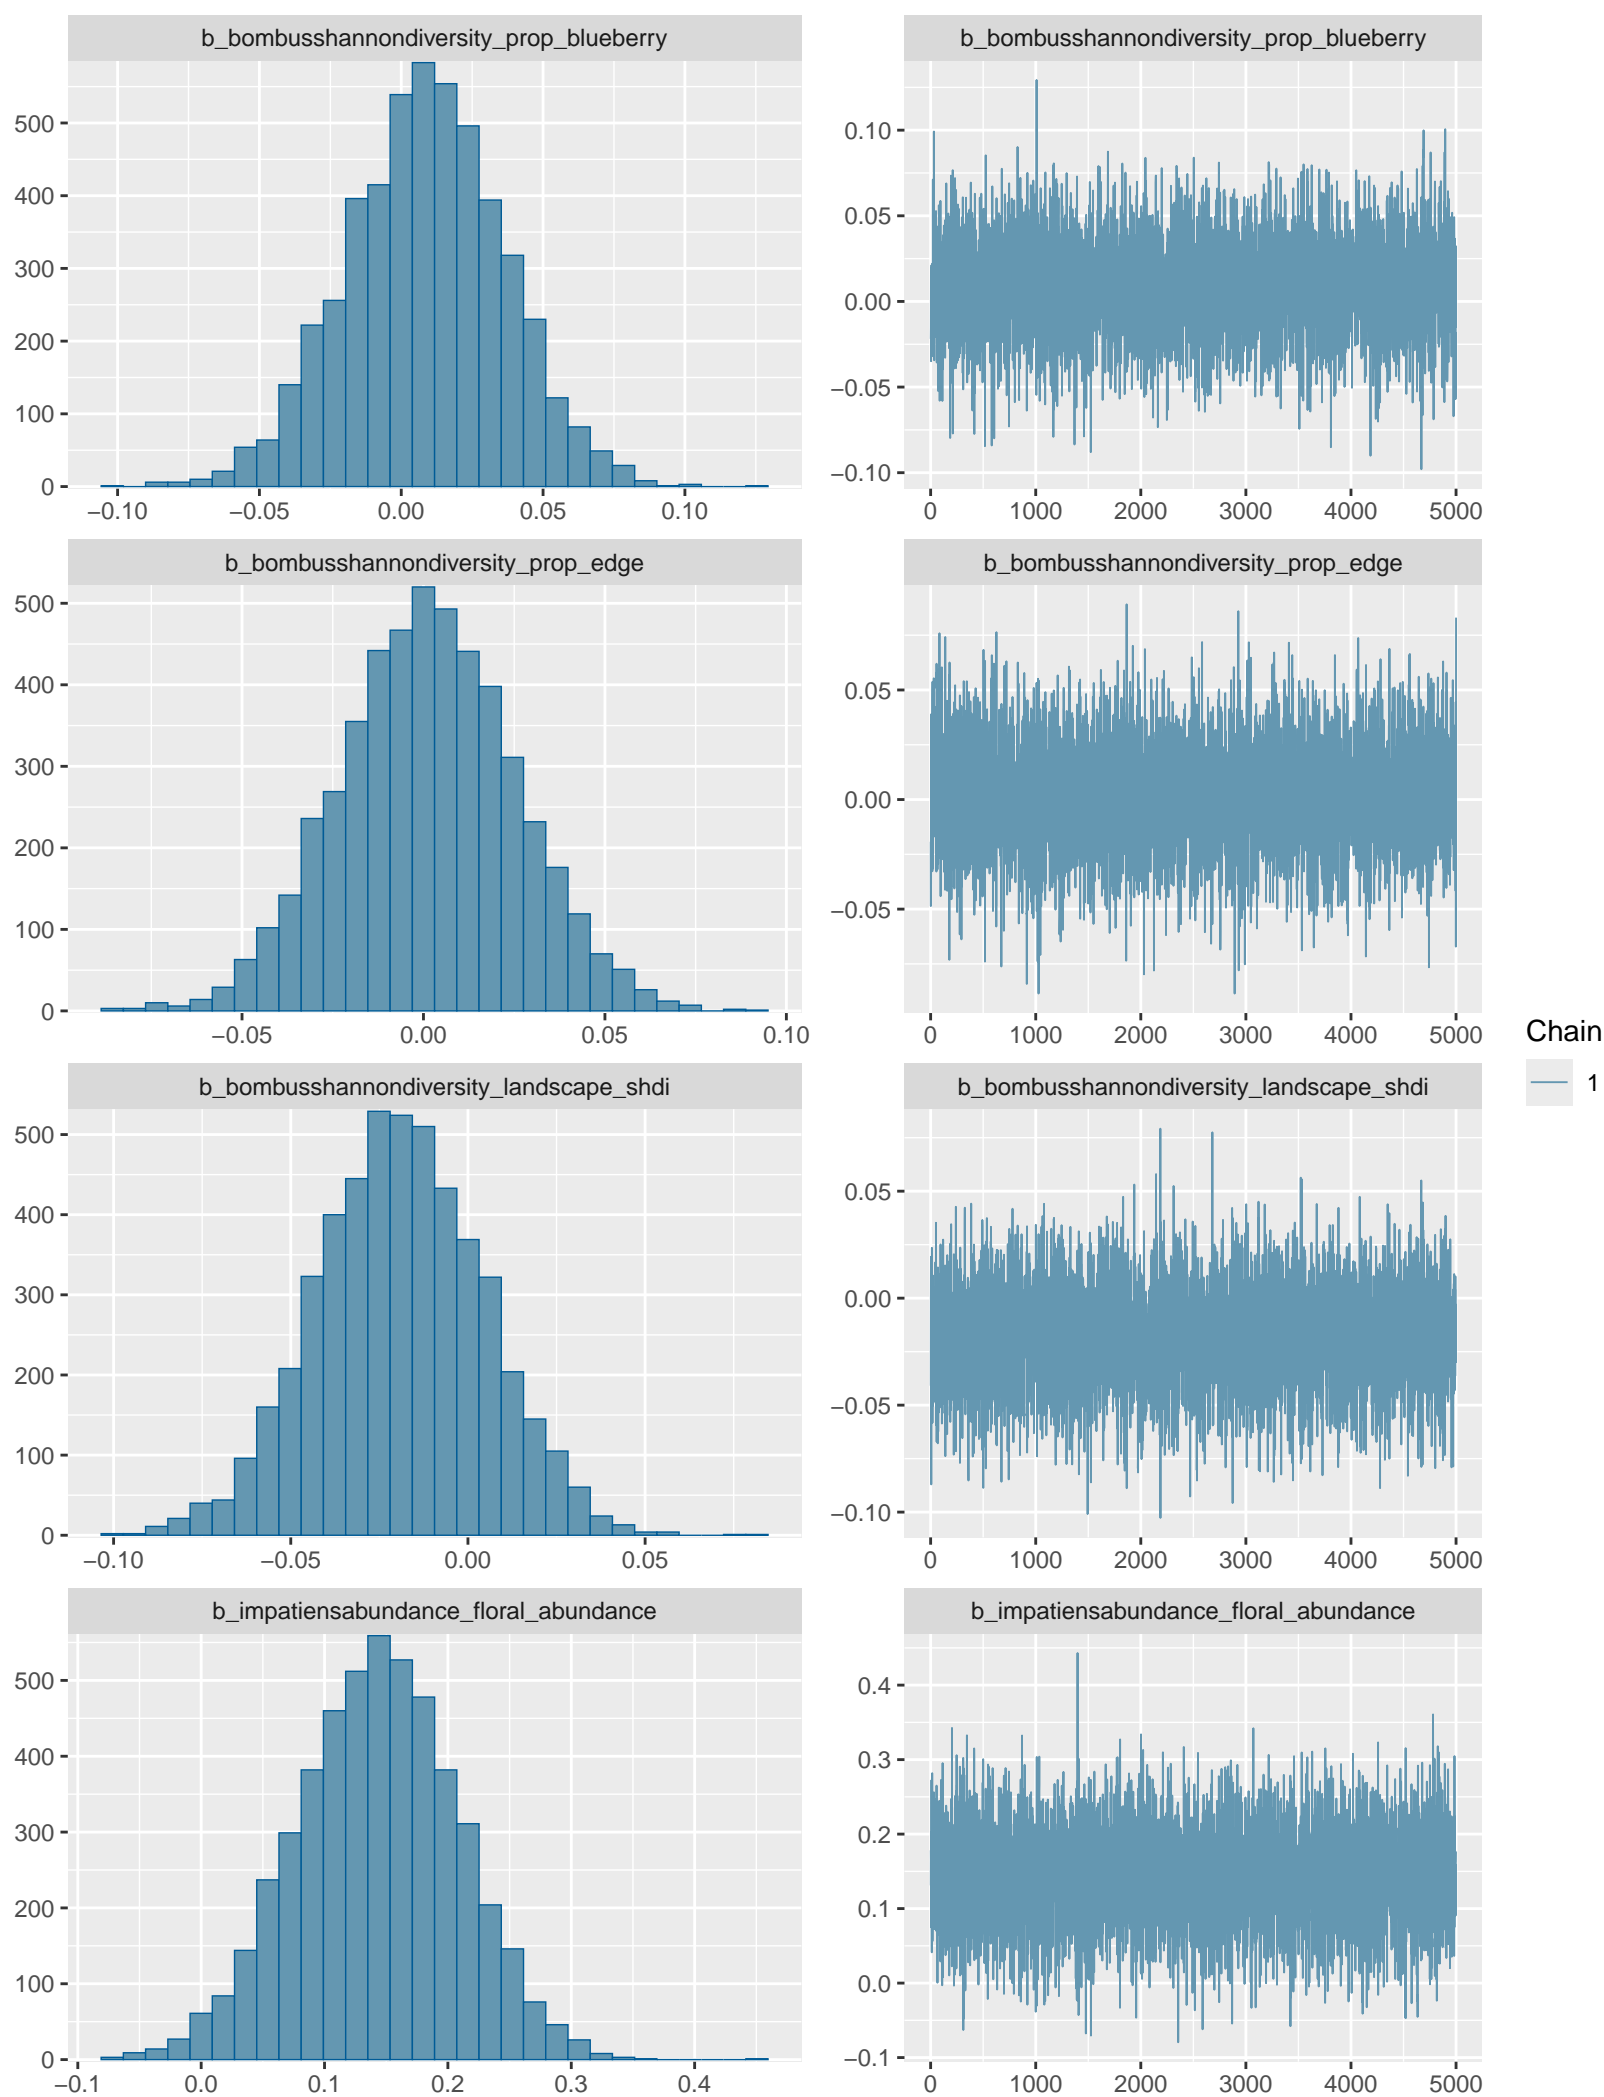 b_bombusshannondiversity_prop_blueberry
500
400
300
200
100
0
−0.10 −0.05 0.00 0.05 0.10
b_bombusshannondiversity_prop_blueberry
0.10
0.05
0.00
−0.05
−0.10
0 1000 2000 3000 4000 5000
b_bombusshannondiversity_prop_edge
500
400
300
200
100
0
−0.05 0.00 0.05 0.10
b_bombusshannondiversity_prop_edge
0.05
0.00
−0.05
0 1000 2000 3000 4000 5000
b_bombusshannondiversity_landscape_shdi
500
400
300
200
100
0
−0.10 −0.05 0.00 0.05
b_bombusshannondiversity_landscape_shdi
0.05
0.00
−0.05
−0.10
0 1000 2000 3000 4000 5000
b_impatiensabundance_floral_abundance
500
400
300
200
100
0
−0.1 0.0 0.1 0.2 0.3 0.4
b_impatiensabundance_floral_abundance
0.4
0.3
0.2
0.1
0.0
−0.1
0 1000 2000 3000 4000 5000
Chain
1